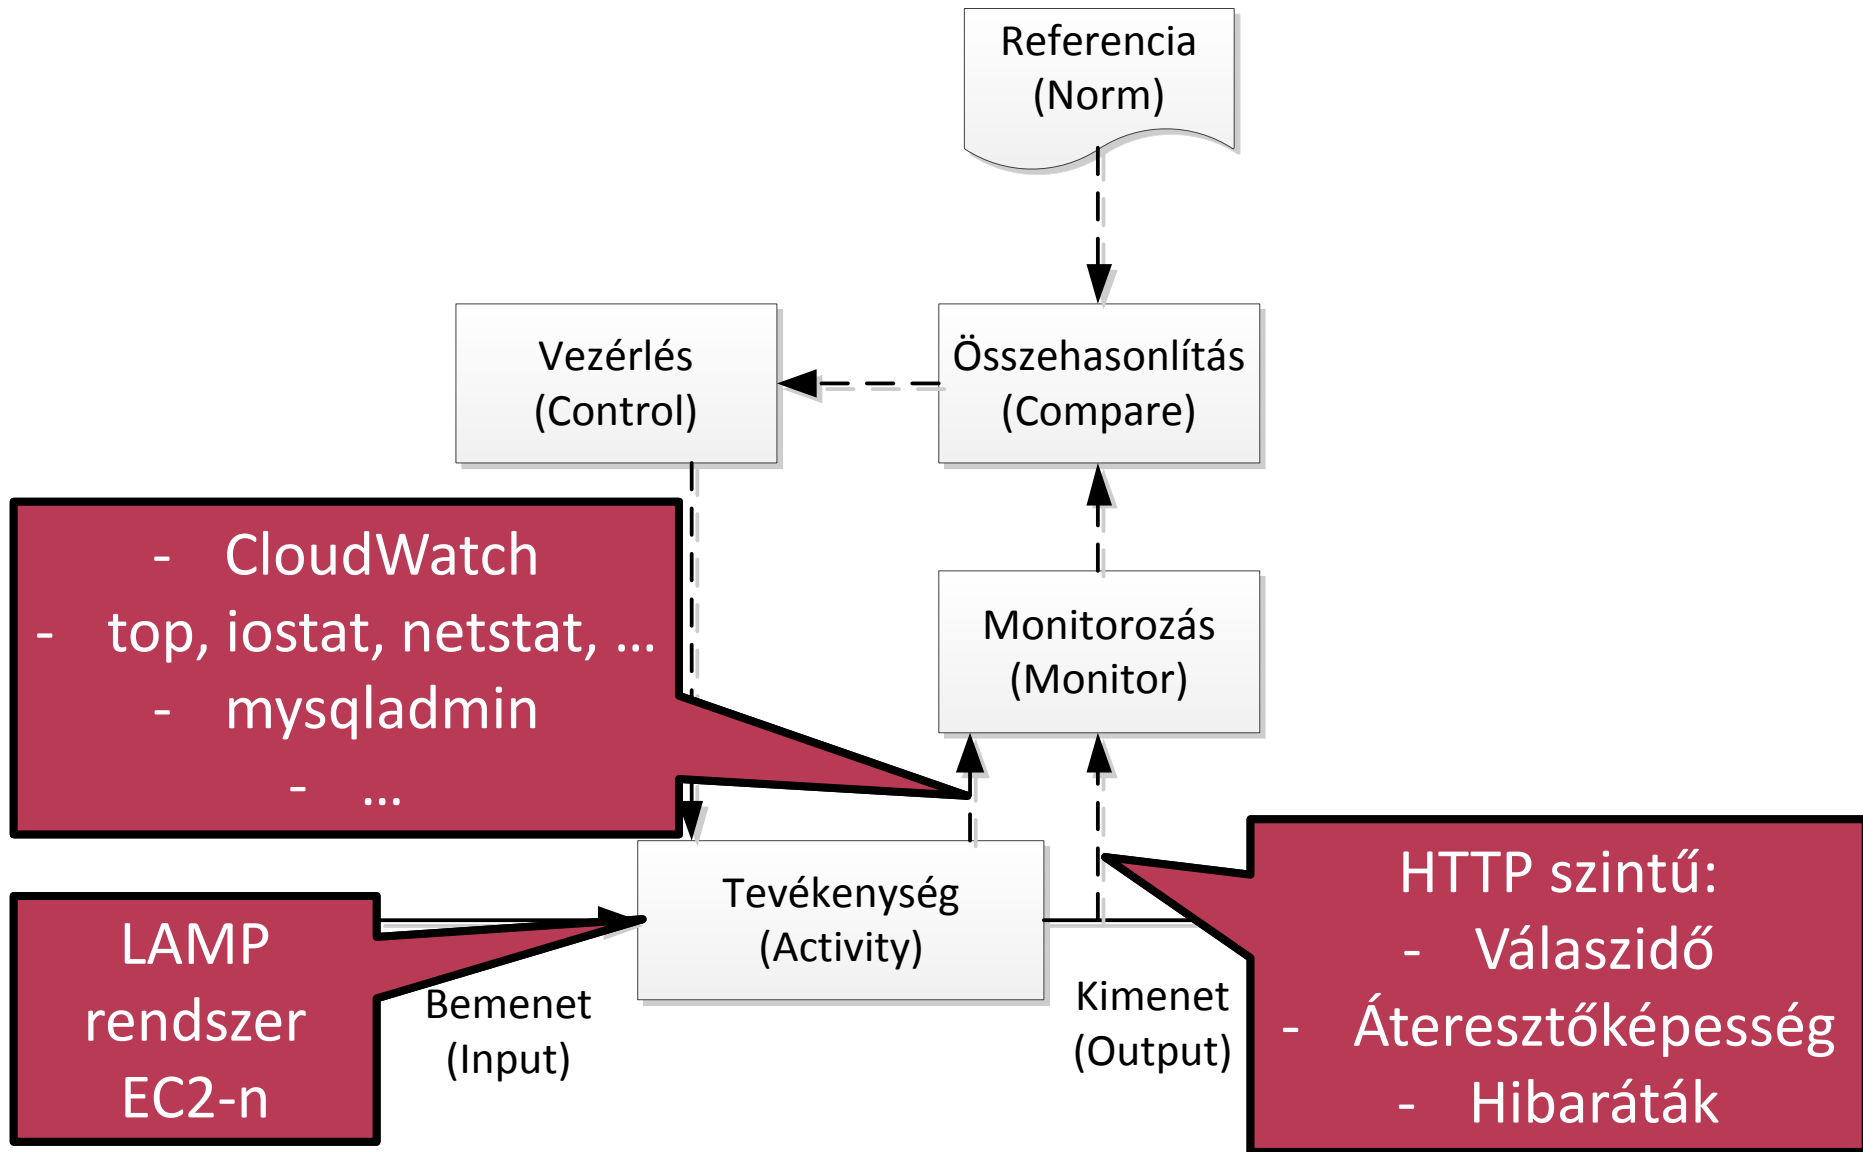 Referencia
(Norm)
Vezérlés
(Control)
Összehasonlítás
(Compare)
- CloudWatch
- top, iostat, netstat, ...
- mysqladmin
- ...
Monitorozás
(Monitor)
LAMP
rendszer
EC2-n
Bemenet
(Input)
Tevékenység
(Activity)
Kimenet
(Output)
HTTP szintű:
- Válaszidő
- Áteresztőképesség
- Hibaráták